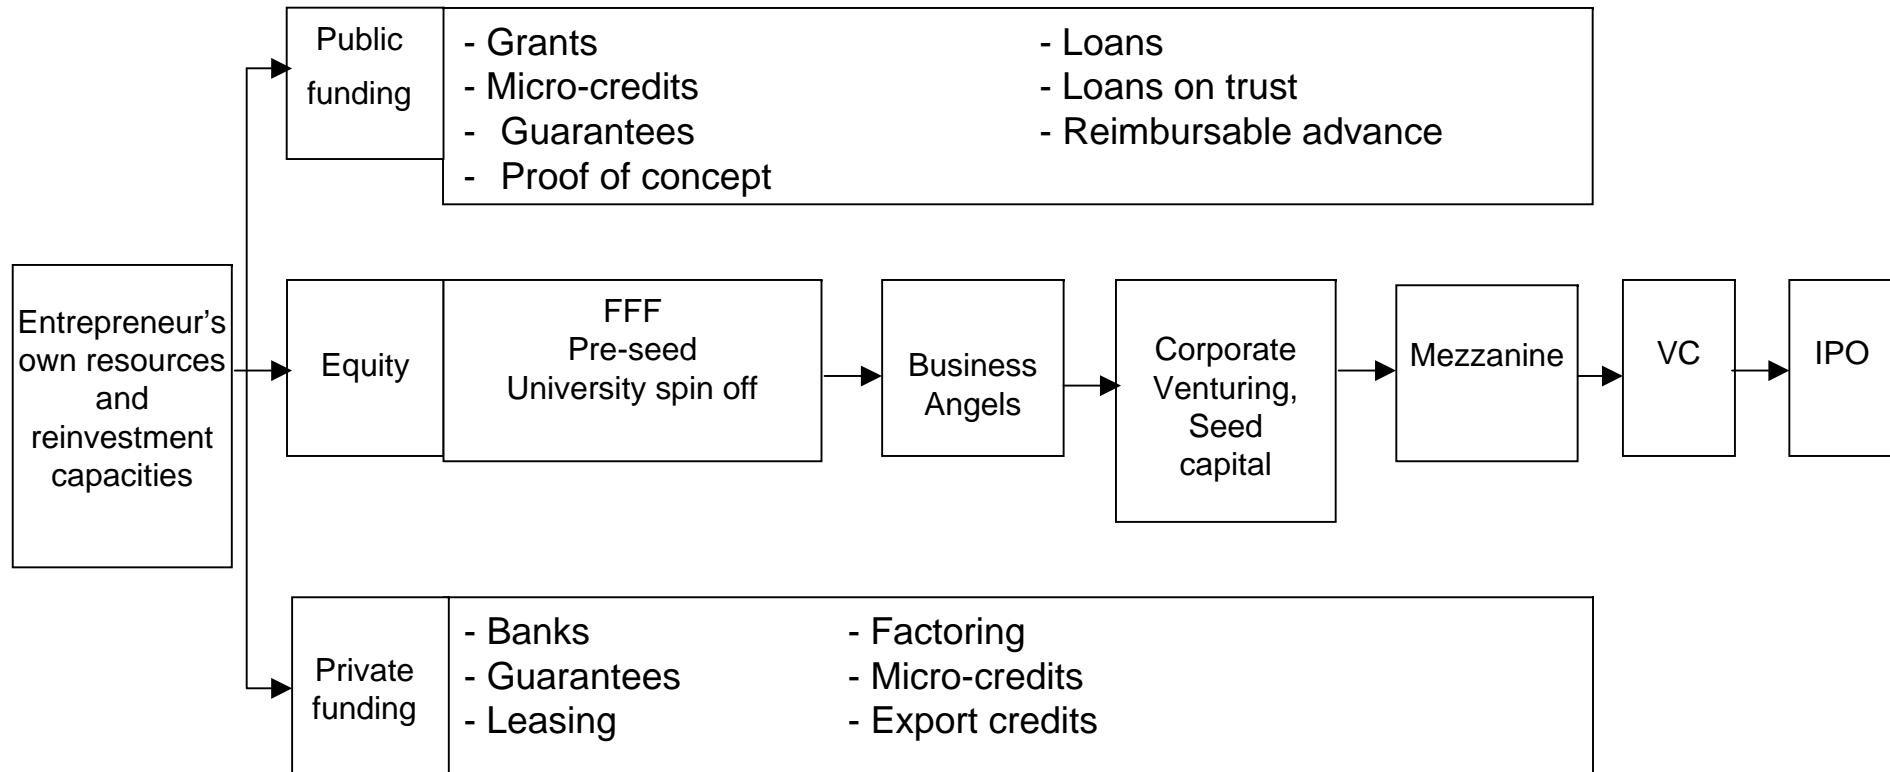 Public
funding
- Grants
- Micro-credits
- Guarantees
- Proof of concept
- Loans
- Loans on trust
- Reimbursable advance
Entrepreneur's
own resources
and
reinvestment
capacities
Equity
FFF
Pre-seed
University spin off
Business
Angels
Corporate
Venturing,
Seed
capital
Mezzanine
VC
IPO
Private
funding
- Banks
- Guarantees
- Leasing
- Factoring
- Micro-credits
- Export credits